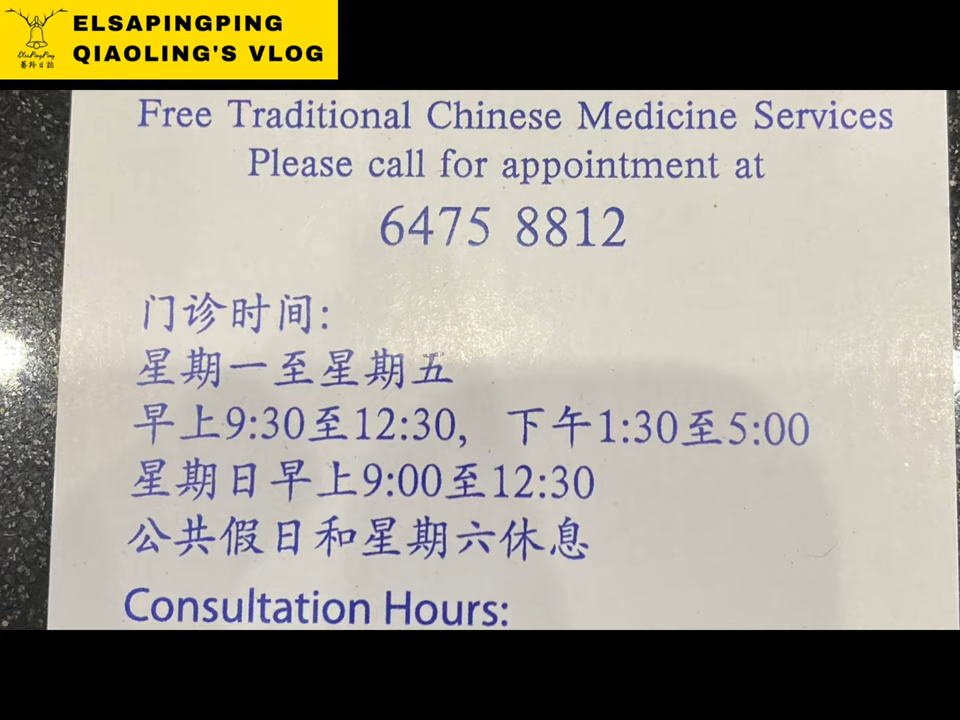 ELSAPINGPING
QIAOLING'S VLOG
ElsaPingPing
Free Traditional Chinese Medicine Services
Please call for appointment at
6475 8812
门诊时间:
星期一至星期五
早上9:30至12:30, 下午1:30至5:00
星期日早上9:00至12:30
公共假日和星期六休息
Consultation Hours: